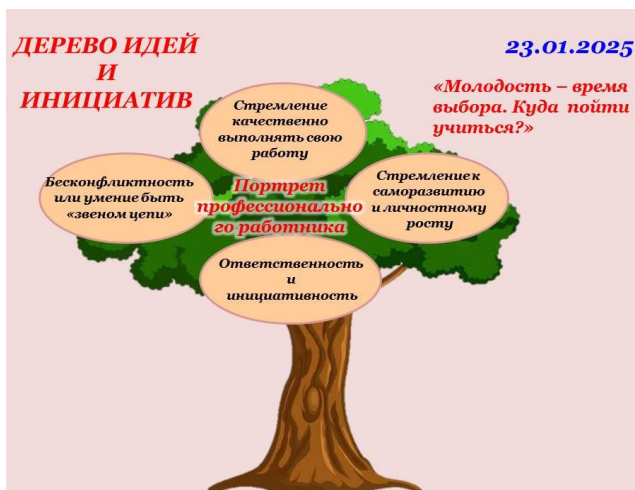 ДЕРЕВО ИДЕЙ
И
ИНИЦИАТИВ
23.01.2025
«Молодость – время
выбора. Куда пойти
учиться?»
Стремление
качественно
выполнять свою
работу
Бесконфликтность
или умение быть
«звеном цепи»
Портрет
профессионально
го работника
Стремление к
саморазвитию
и личностному
росту
Ответственность
и
инициативность